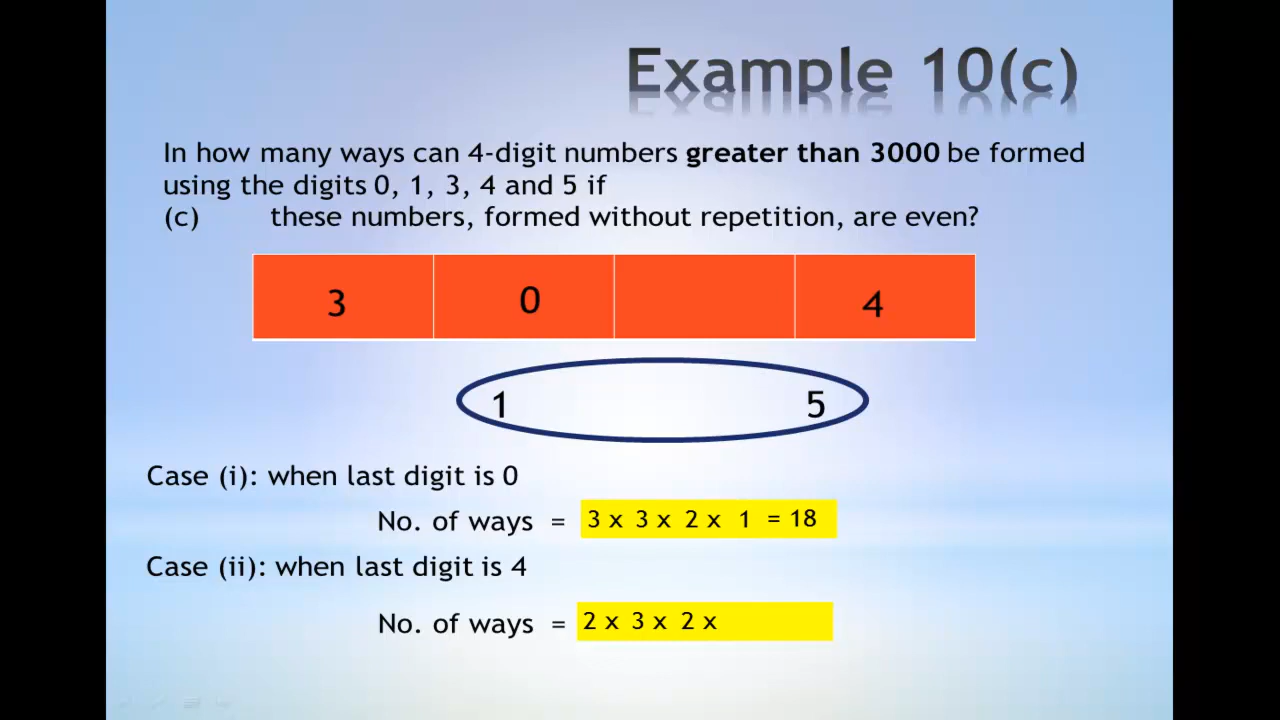 Example 10(c)
In how many ways can 4-digit numbers greater than 3000 be formed
using the digits 0, 1, 3, 4 and 5 if
(c) these numbers, formed without repetition, are even?
3 0 4
1 5
Case (i): when last digit is 0
No. of ways = 3 x 3 x 2 x 1 = 18
Case (ii): when last digit is 4
No. of ways = 2 x 3 x 2 x